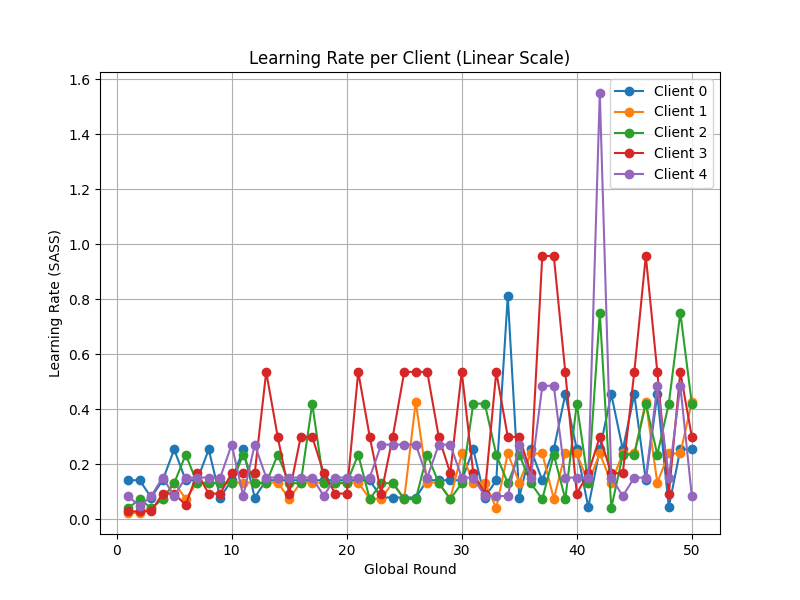 Learning Rate per Client (Linear Scale)
1.6
1.4
1.2
1.0
0.8
0.6
0.4
0.2
0.0
Learning Rate (SASS)
Client 0
Client 1
Client 2
Client 3
Client 4
0 10 20 30 40 50
Global Round